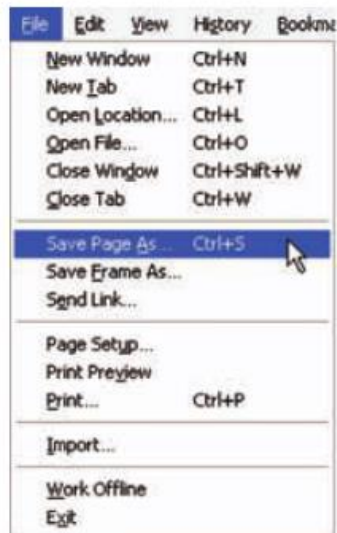 File Edit View History Bookma
New Window Ctrl+N
New Tab Ctrl+T
Open Location... Ctrl+L
Open File... Ctrl+O
Close Window Ctrl+Shift+W
Close Tab Ctrl+W
Save Page As... Ctrl+S
Save Frame As...
Send Link...
Page Setup...
Print Preview
Print... Ctrl+P
Import...
Work Offline
Exit